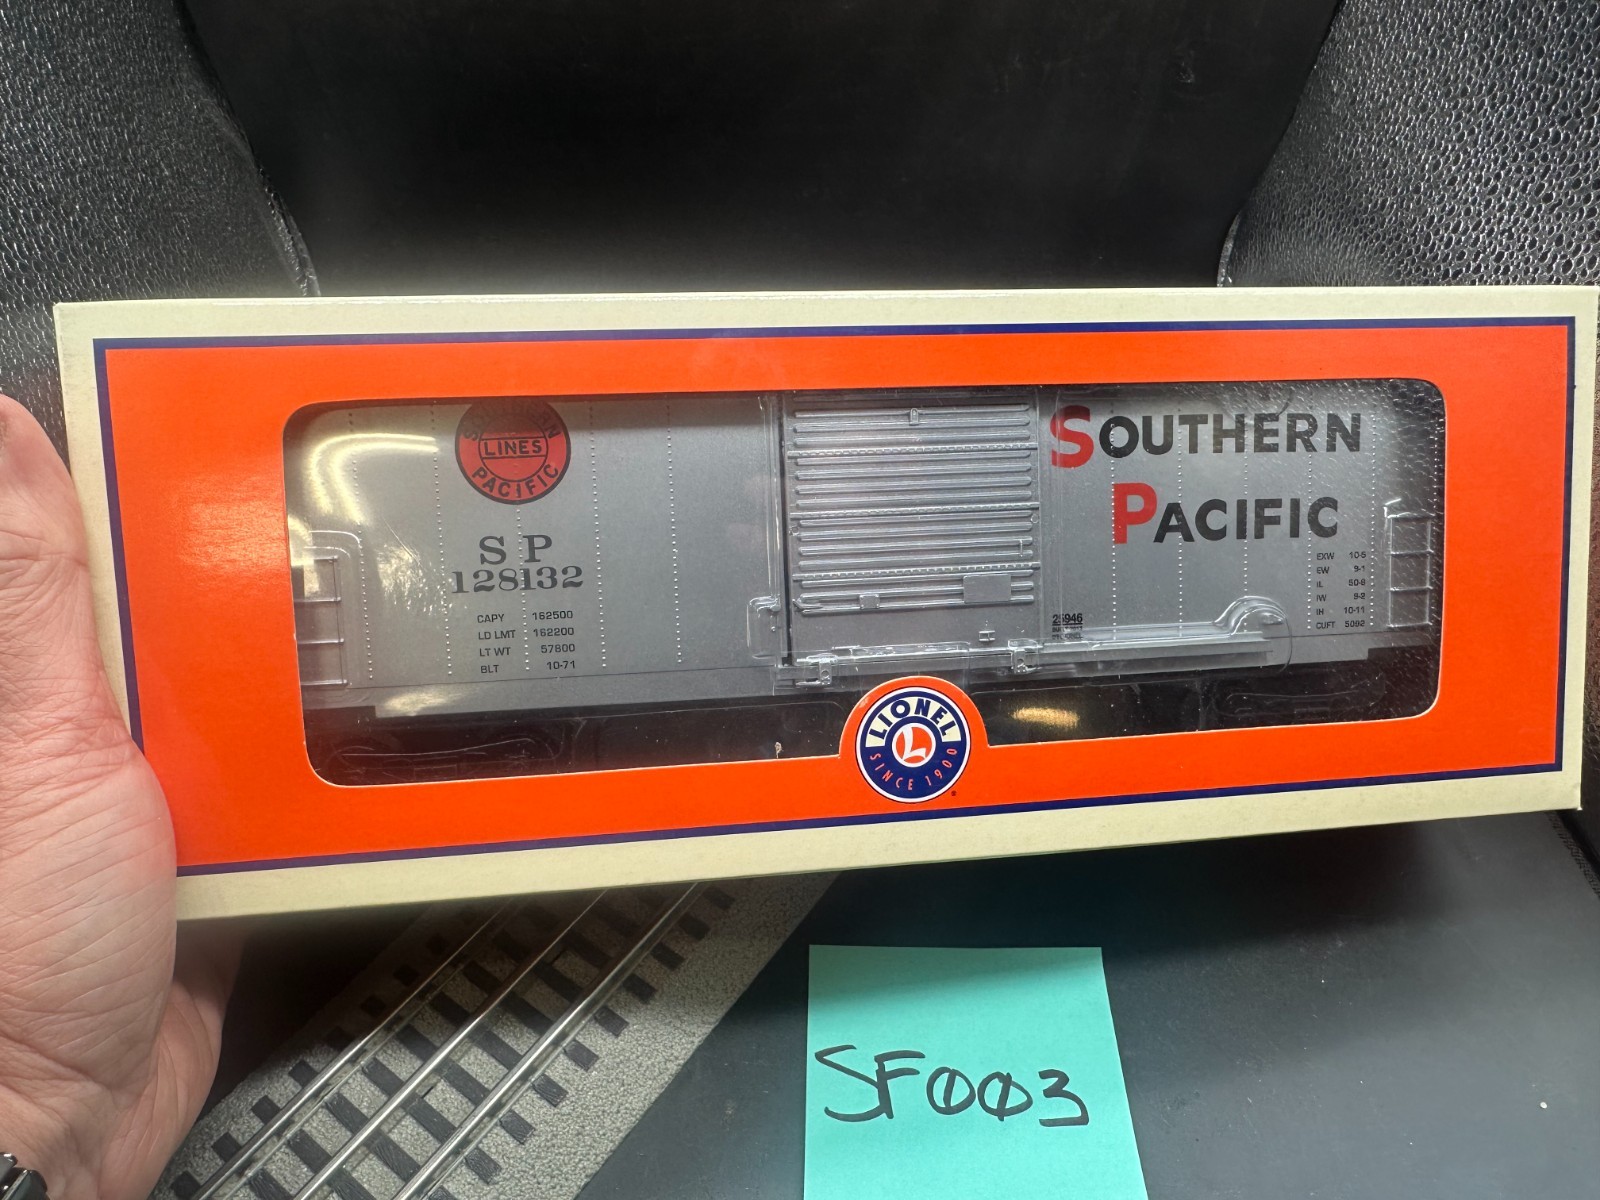 SOUTHERN
LINES
PACIFIC
SP
128132
CAPY 162500
LD LMT 162200
LT WT 57800
BLT 10-71
SOUTHERN
PACIFIC
EXW 10-5
EW 9-1
IL 50-6
IW 9-2
IH 10-11
CUFT 5092
LIONEL
L
SINCE 1900
SF003